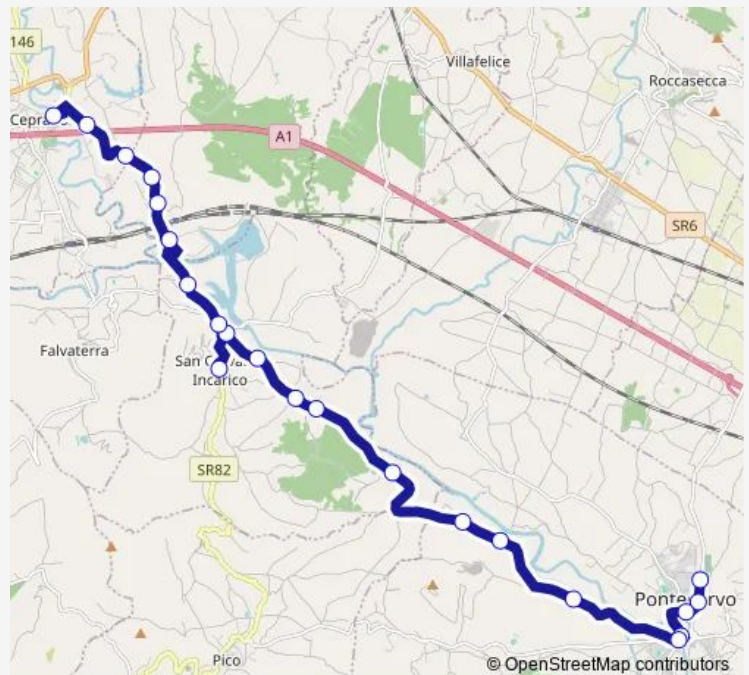 146
Villafelice
Roccasecca
A1
SR6
Falvaterra
Incarico
SR82
Pico
© OpenStreetMap contributors